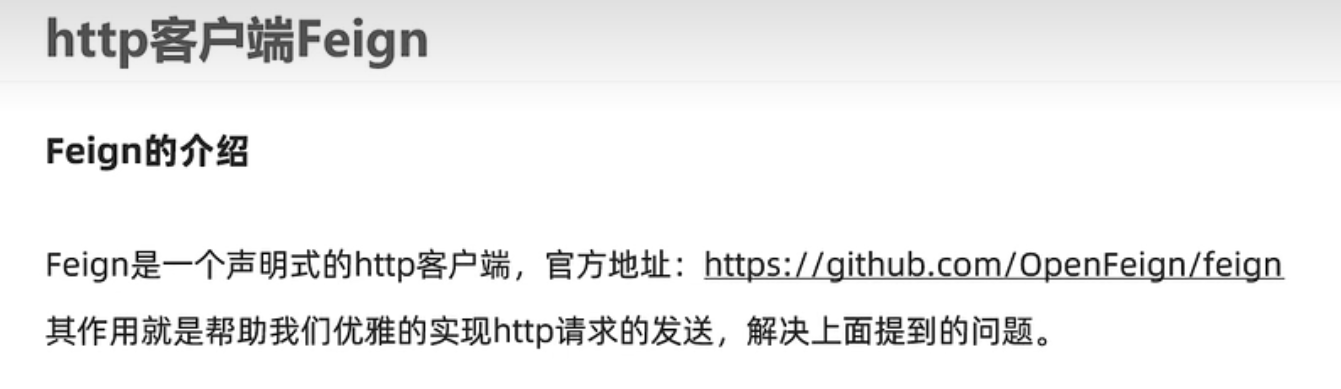 http客户端Feign
Feign的介绍
Feign是一个声明式的http客户端，官方地址：https://github.com/OpenFeign/feign
其作用就是帮助我们优雅的实现http请求的发送，解决上面提到的问题。